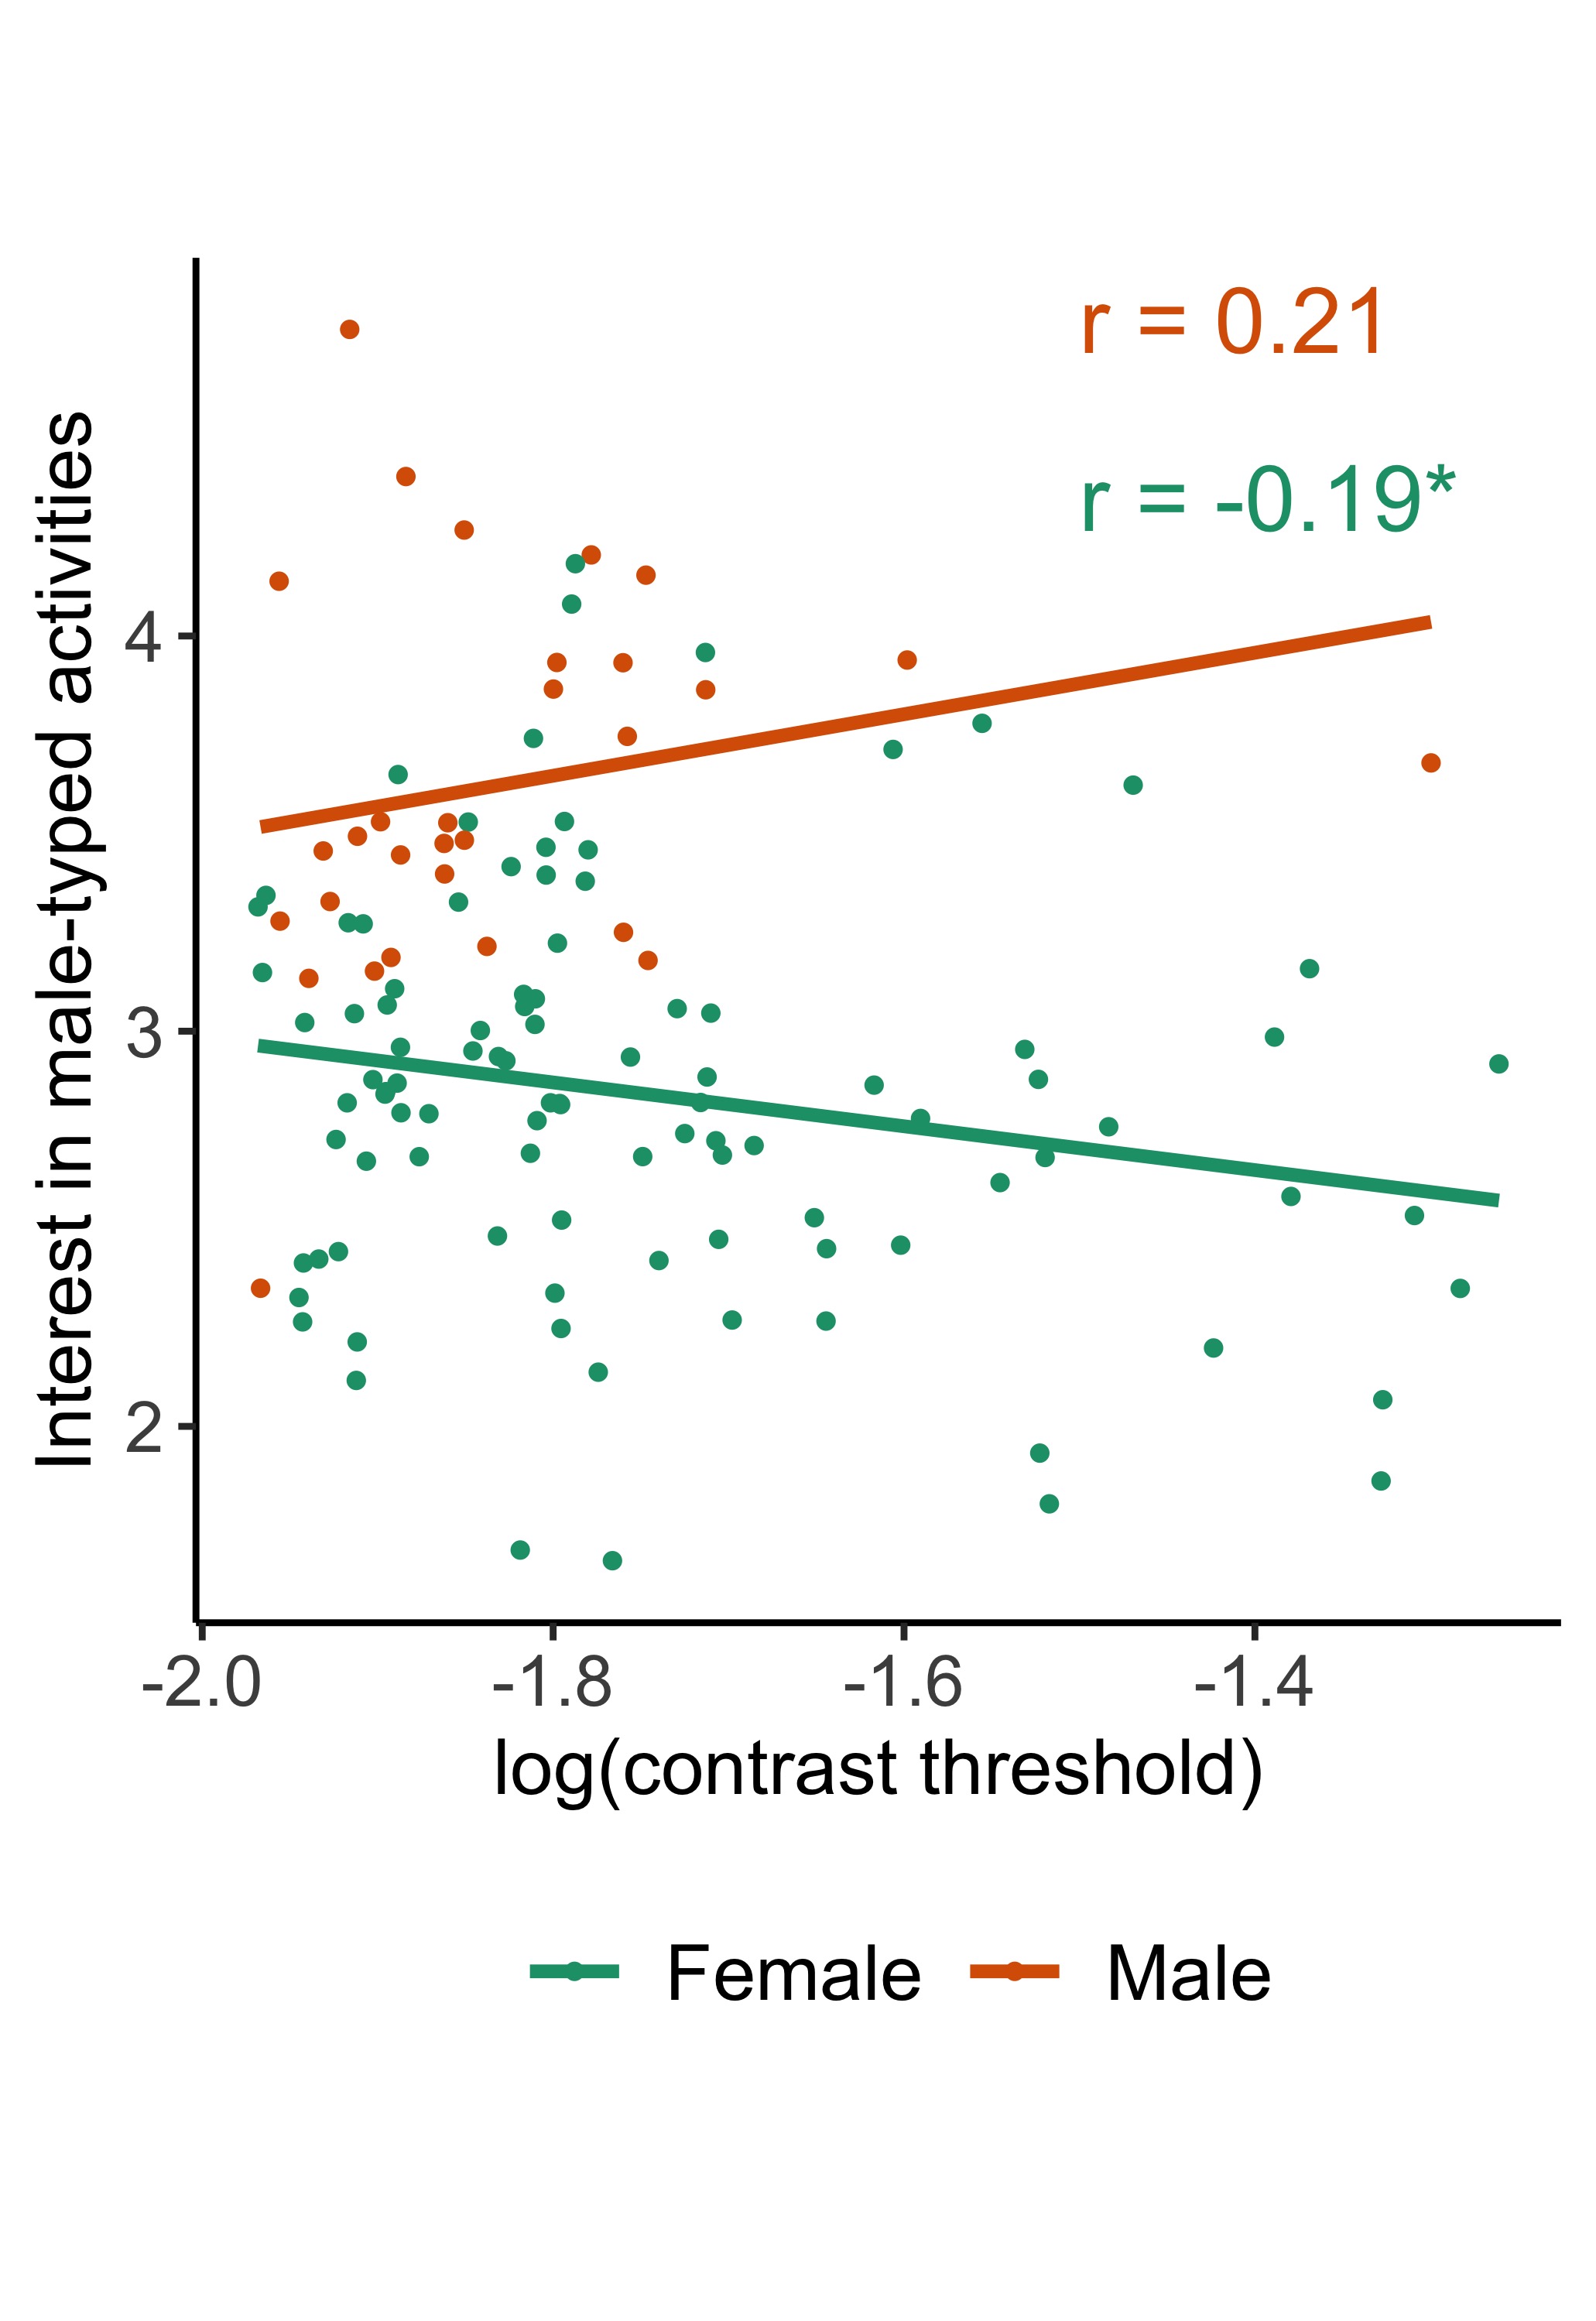 r = 0.21
r = -0.19*
Interest in male-typed activities
4
3
2
-2.0 -1.8 -1.6 -1.4
log(contrast threshold)
Female Male